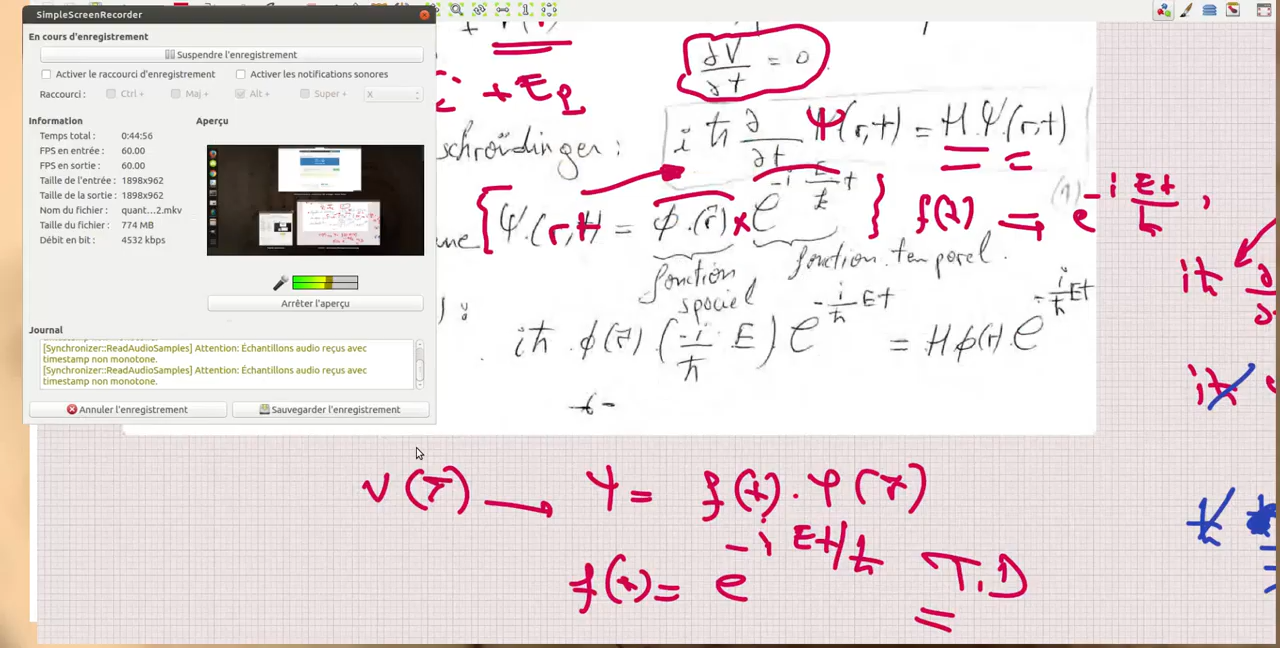 SimpleScreenRecorder
En cours d'enregistrement
Suspendre l'enregistrement
Activer le raccourci d'enregistrement Activer les notifications sonores
Raccourci : Ctrl + Maj + Alt + Super + X
Information Aperçu
Temps total : 0:44:56
FPS en entrée : 60.00
FPS en sortie : 60.00
Taille de l'entrée : 1898x962
Taille de la sortie : 1898x962
Nom du fichier : quant...2.mkv
Taille du fichier : 774 MB
Débit en bit : 4532 kbps
Arrêter l'aperçu
Journal
[Synchronizer::ReadAudioSamples] Attention: Échantillons audio reçus avec
timestamp non monotone.
[Synchronizer::ReadAudioSamples] Attention: Échantillons audio reçus avec
timestamp non monotone.
Annuler l'enregistrement Sauvegarder l'enregistrement
∂V/∂t = 0
+ Ep
schrödinger : iħ ∂/∂t Ψ(r,t) = H Ψ(r,t)
{Ψ(r,t) = φ(r) × e^{-i E/ħ t}} f(t) ⇒ e^{-i Et/ħ},
fonction spaciel
fonction temporel.
iħ φ(r) (-i/ħ E) e^{-i/ħ Et} = H φ(r) e^{-i/ħ Et}
V(r) → Ψ = f(t) · φ(r)
f(t) = e^{-i Et/ħ} T.D